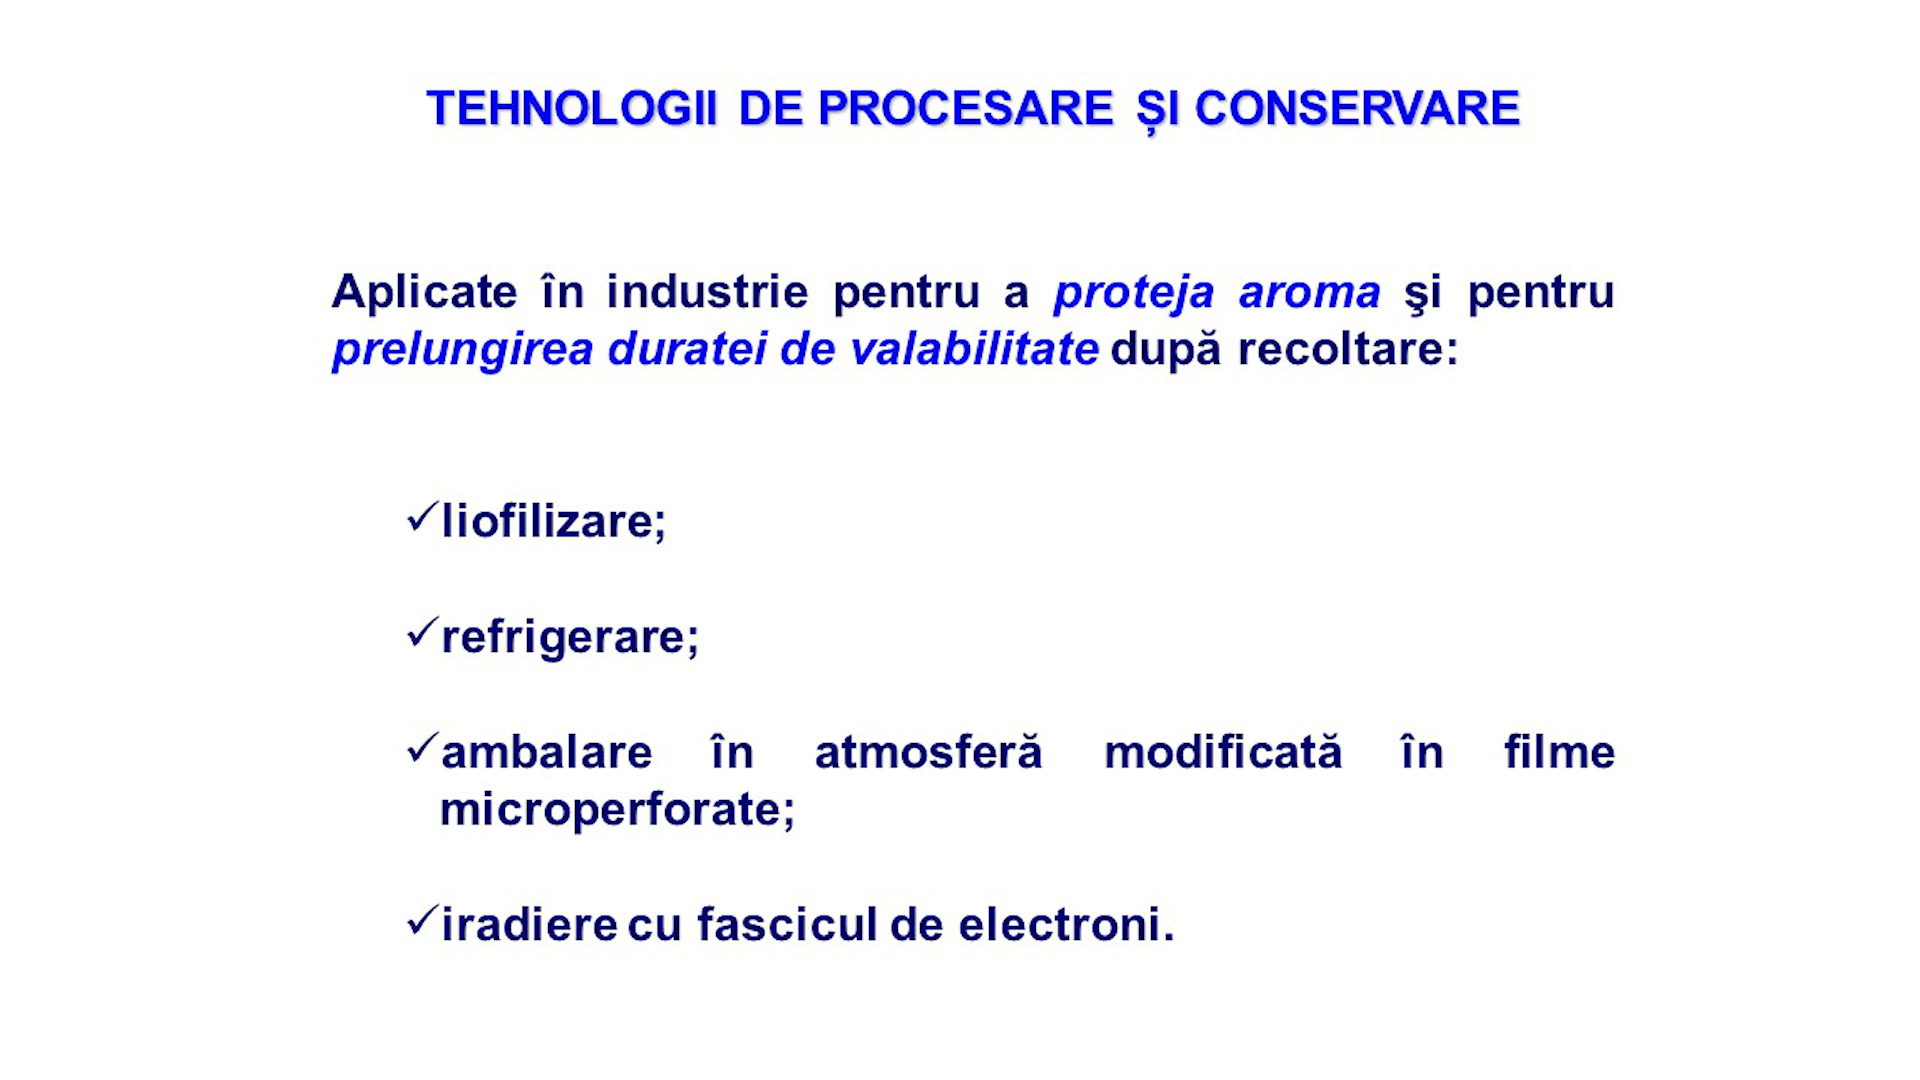 TEHNOLOGII DE PROCESARE ȘI CONSERVARE
Aplicate în industrie pentru a proteja aroma şi pentru
prelungirea duratei de valabilitate după recoltare:
✓liofilizare;
✓refrigerare;
✓ambalare în atmosferă modificată în filme
microperforate;
✓iradiere cu fascicul de electroni.